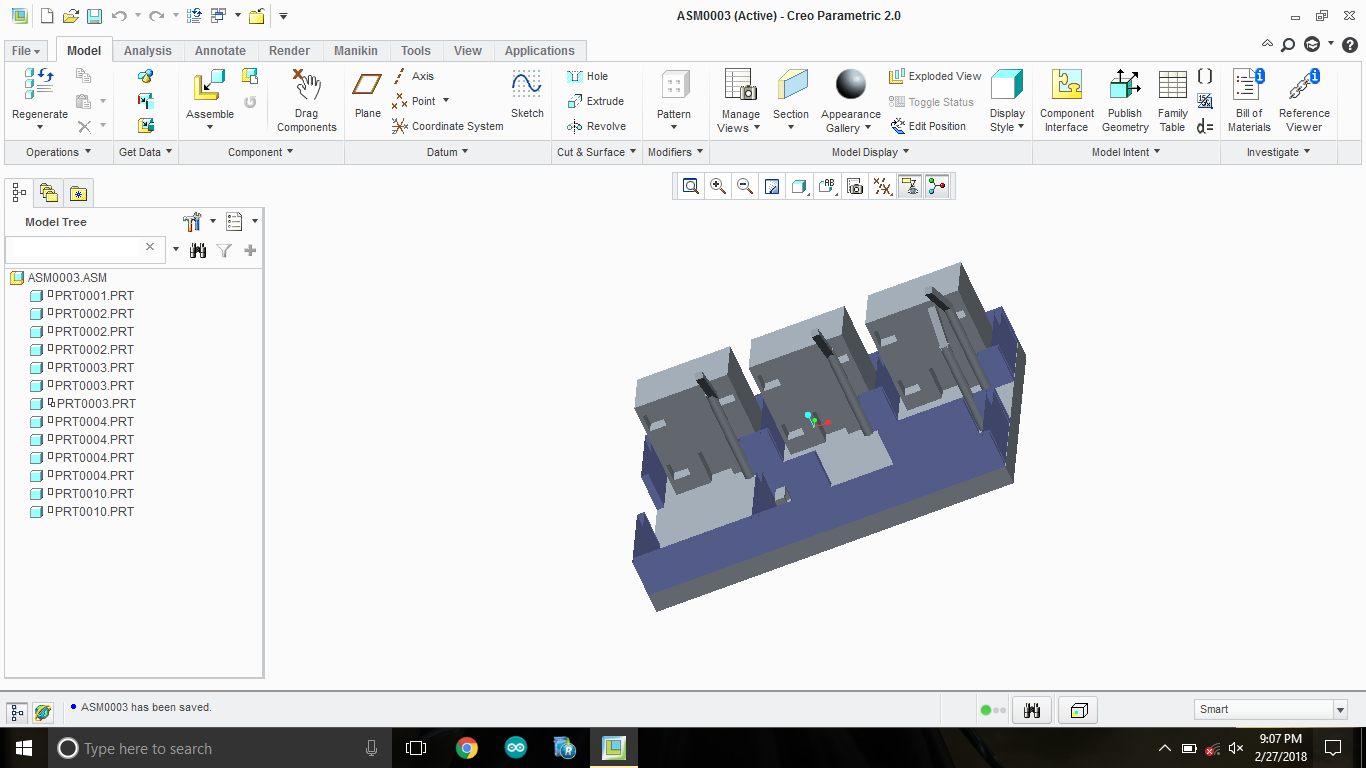 ASM0003 (Active) - Creo Parametric 2.0
File
Model
Analysis
Annotate
Render
Manikin
Tools
View
Applications
Regenerate
Operations
Get Data
Assemble
Drag
Components
Component
Plane
Axis
Point
Coordinate System
Sketch
Datum
Hole
Extrude
Revolve
Cut & Surface
Pattern
Modifiers
Manage
Views
Section
Appearance
Gallery
Exploded View
Toggle Status
Edit Position
Display
Style
Model Display
Component
Interface
Publish
Geometry
Family
Table
d=
Model Intent
Bill of
Materials
Reference
Viewer
Investigate
AB
Model Tree
ASM0003.ASM
PRT0001.PRT
PRT0002.PRT
PRT0002.PRT
PRT0002.PRT
PRT0003.PRT
PRT0003.PRT
PRT0003.PRT
PRT0004.PRT
PRT0004.PRT
PRT0004.PRT
PRT0004.PRT
PRT0010.PRT
PRT0010.PRT
ASM0003 has been saved.
Smart
Type here to search
9:07 PM
2/27/2018